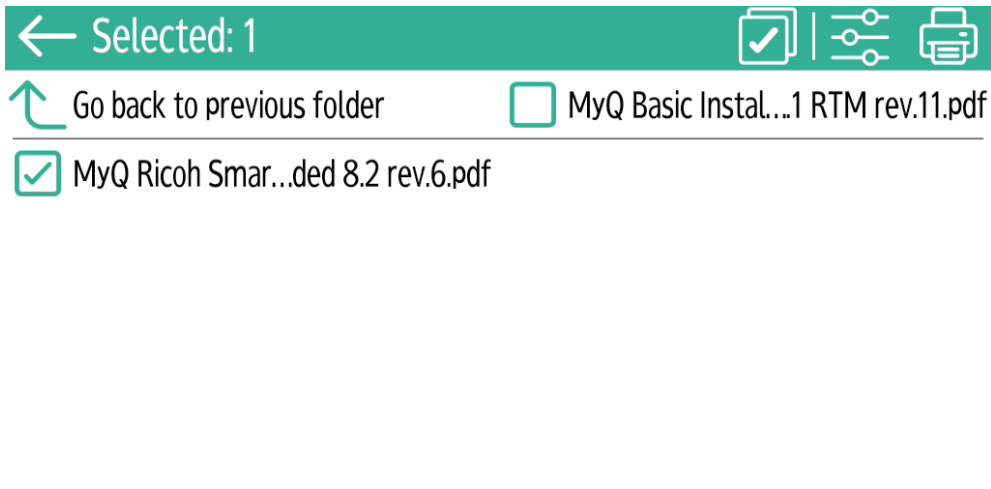 Selected: 1
Go back to previous folder
MyQ Basic Instal....1 RTM rev.11.pdf
MyQ Ricoh Smar...ded 8.2 rev.6.pdf